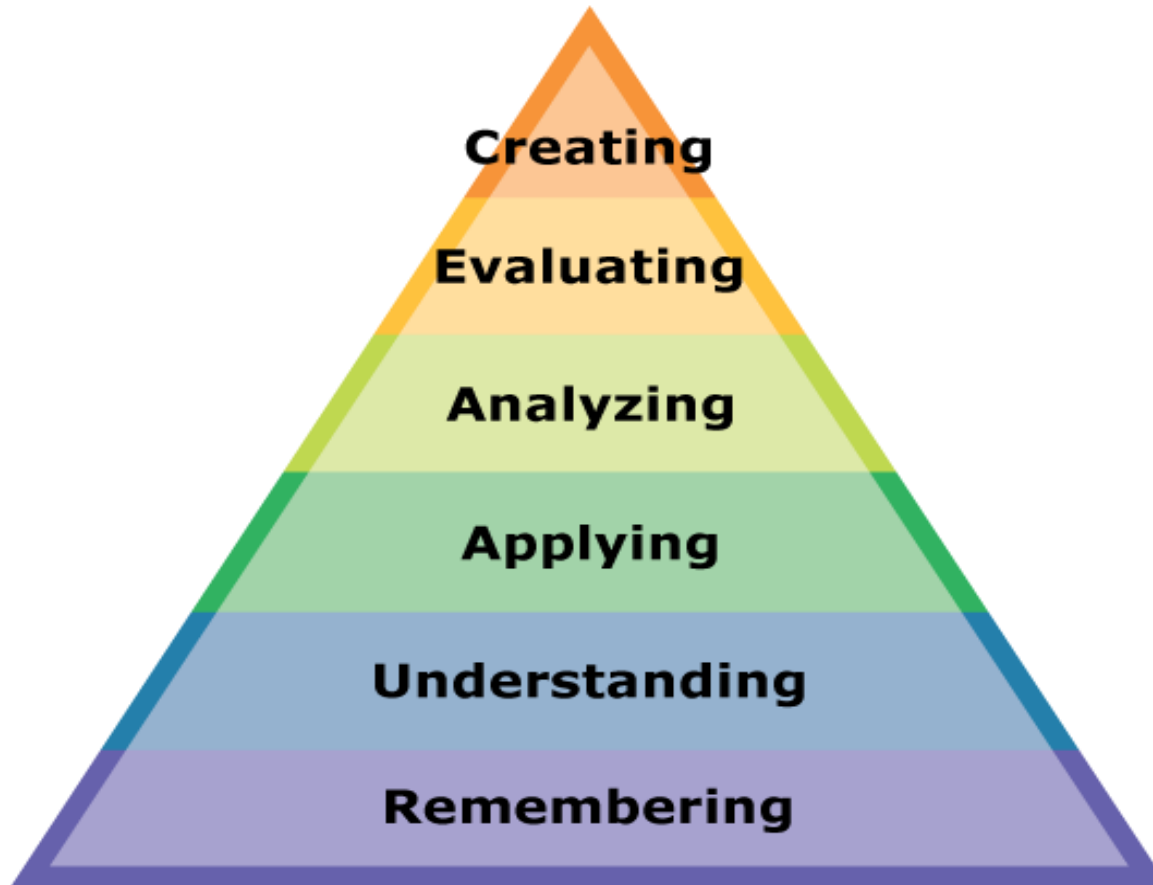 Creating
Evaluating
Analyzing
Applying
Understanding
Remembering